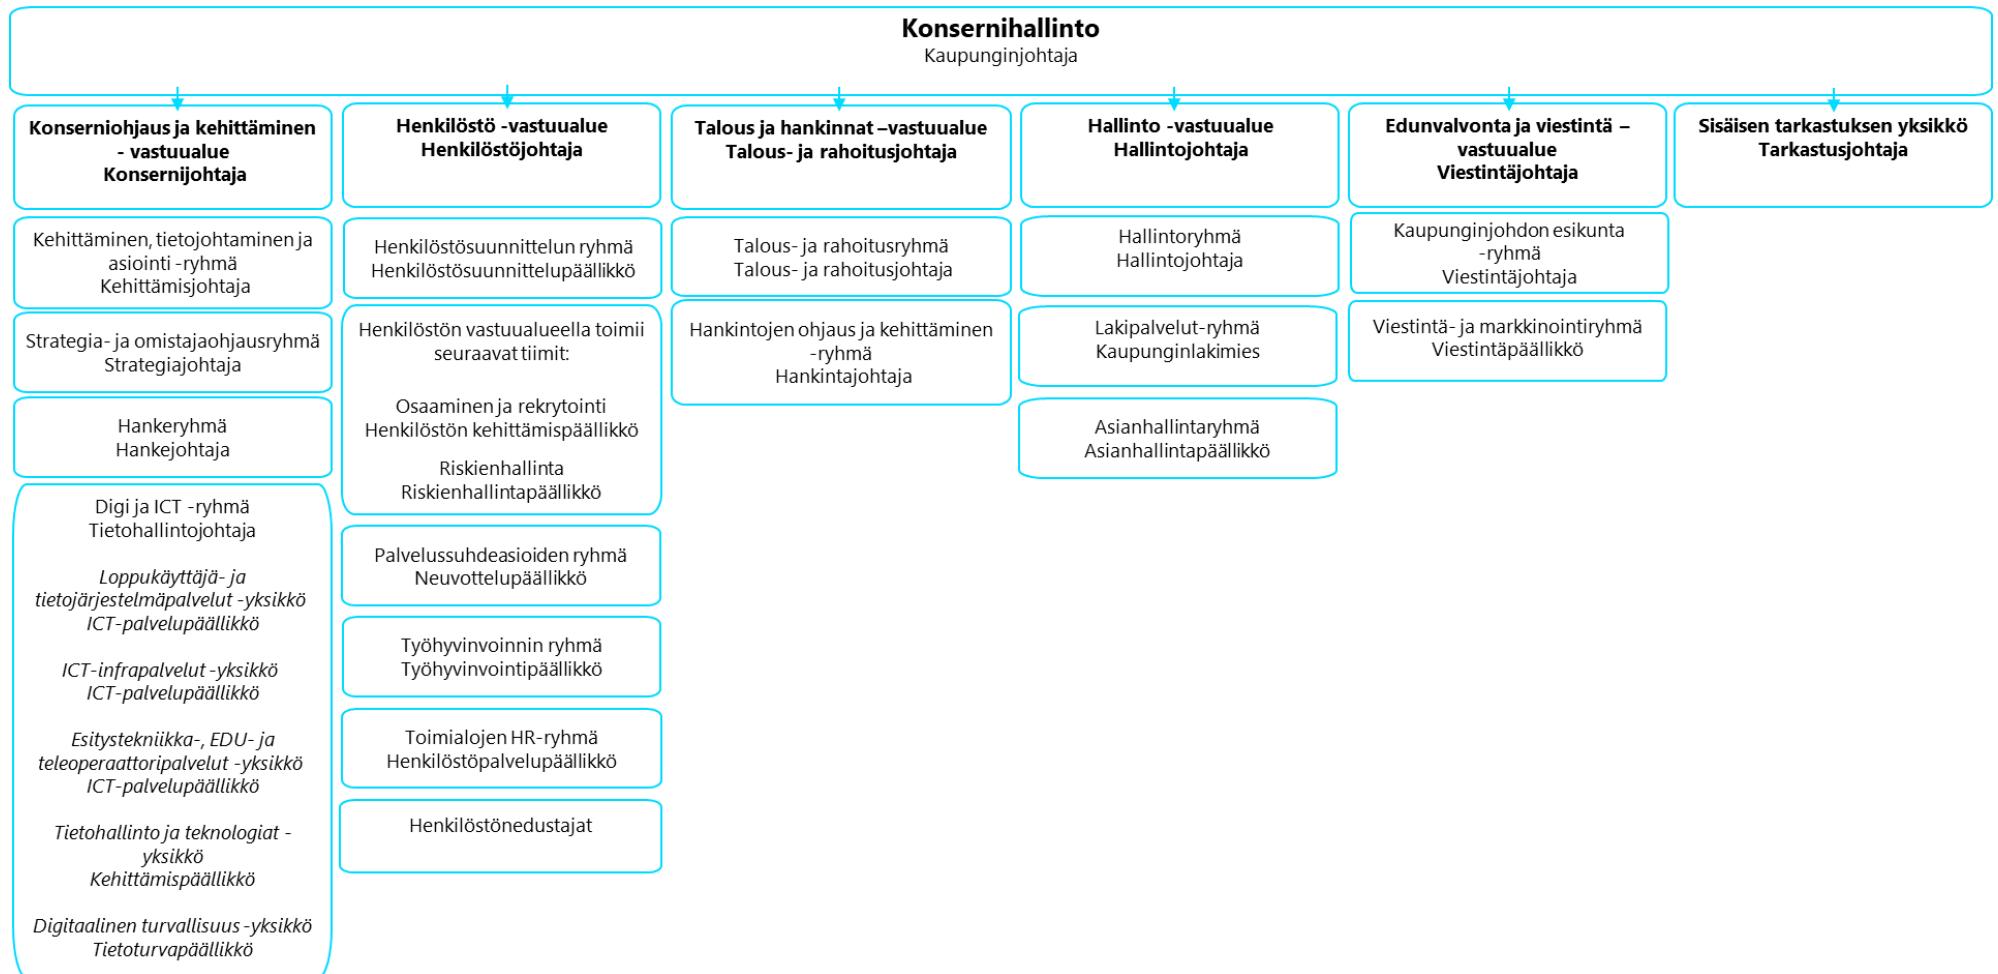 Konsernihallinto
Kaupunginjohtaja
Konserniohjaus ja kehittäminen
- vastuualue
Konsernijohtaja
Kehittäminen, tietojohtaminen ja
asiointi -ryhmä
Kehittämisjohtaja
Strategia- ja omistajaohjausryhmä
Strategiajohtaja
Hankeryhmä
Hankejohtaja
Digi ja ICT -ryhmä
Tietohallintojohtaja
Loppukäyttäjä- ja
tietojärjestelmäpalvelut -yksikkö
ICT-palvelupäällikkö
ICT-infrapalvelut -yksikkö
ICT-palvelupäällikkö
Esitystekniikka-, EDU- ja
teleoperaattoripalvelut -yksikkö
ICT-palvelupäällikkö
Tietohallinto ja teknologiat -
yksikkö
Kehittämispäällikkö
Digitaalinen turvallisuus -yksikkö
Tietoturvapäällikkö
Henkilöstö -vastuualue
Henkilöstöjohtaja
Henkilöstösuunnittelun ryhmä
Henkilöstösuunnittelupäällikkö
Henkilöstön vastuualueella toimii
seuraavat tiimit:
Osaaminen ja rekrytointi
Henkilöstön kehittämispäällikkö
Riskienhallinta
Riskienhallintapäällikkö
Palvelussuhdeasioiden ryhmä
Neuvottelupäällikkö
Työhyvinvoinnin ryhmä
Työhyvinvointipäällikkö
Toimialojen HR-ryhmä
Henkilöstöpalvelupäällikkö
Henkilöstönedustajat
Talous ja hankinnat –vastuualue
Talous- ja rahoitusjohtaja
Talous- ja rahoitusryhmä
Talous- ja rahoitusjohtaja
Hankintojen ohjaus ja kehittäminen
-ryhmä
Hankintajohtaja
Hallinto -vastuualue
Hallintojohtaja
Hallintoryhmä
Hallintojohtaja
Lakipalvelut-ryhmä
Kaupunginlakimies
Asianhallintaryhmä
Asianhallintapäällikkö
Edunvalvonta ja viestintä –
vastuualue
Viestintäjohtaja
Kaupunginjohdon esikunta
-ryhmä
Viestintäjohtaja
Viestintä- ja markkinointiryhmä
Viestintäpäällikkö
Sisäisen tarkastuksen yksikkö
Tarkastusjohtaja